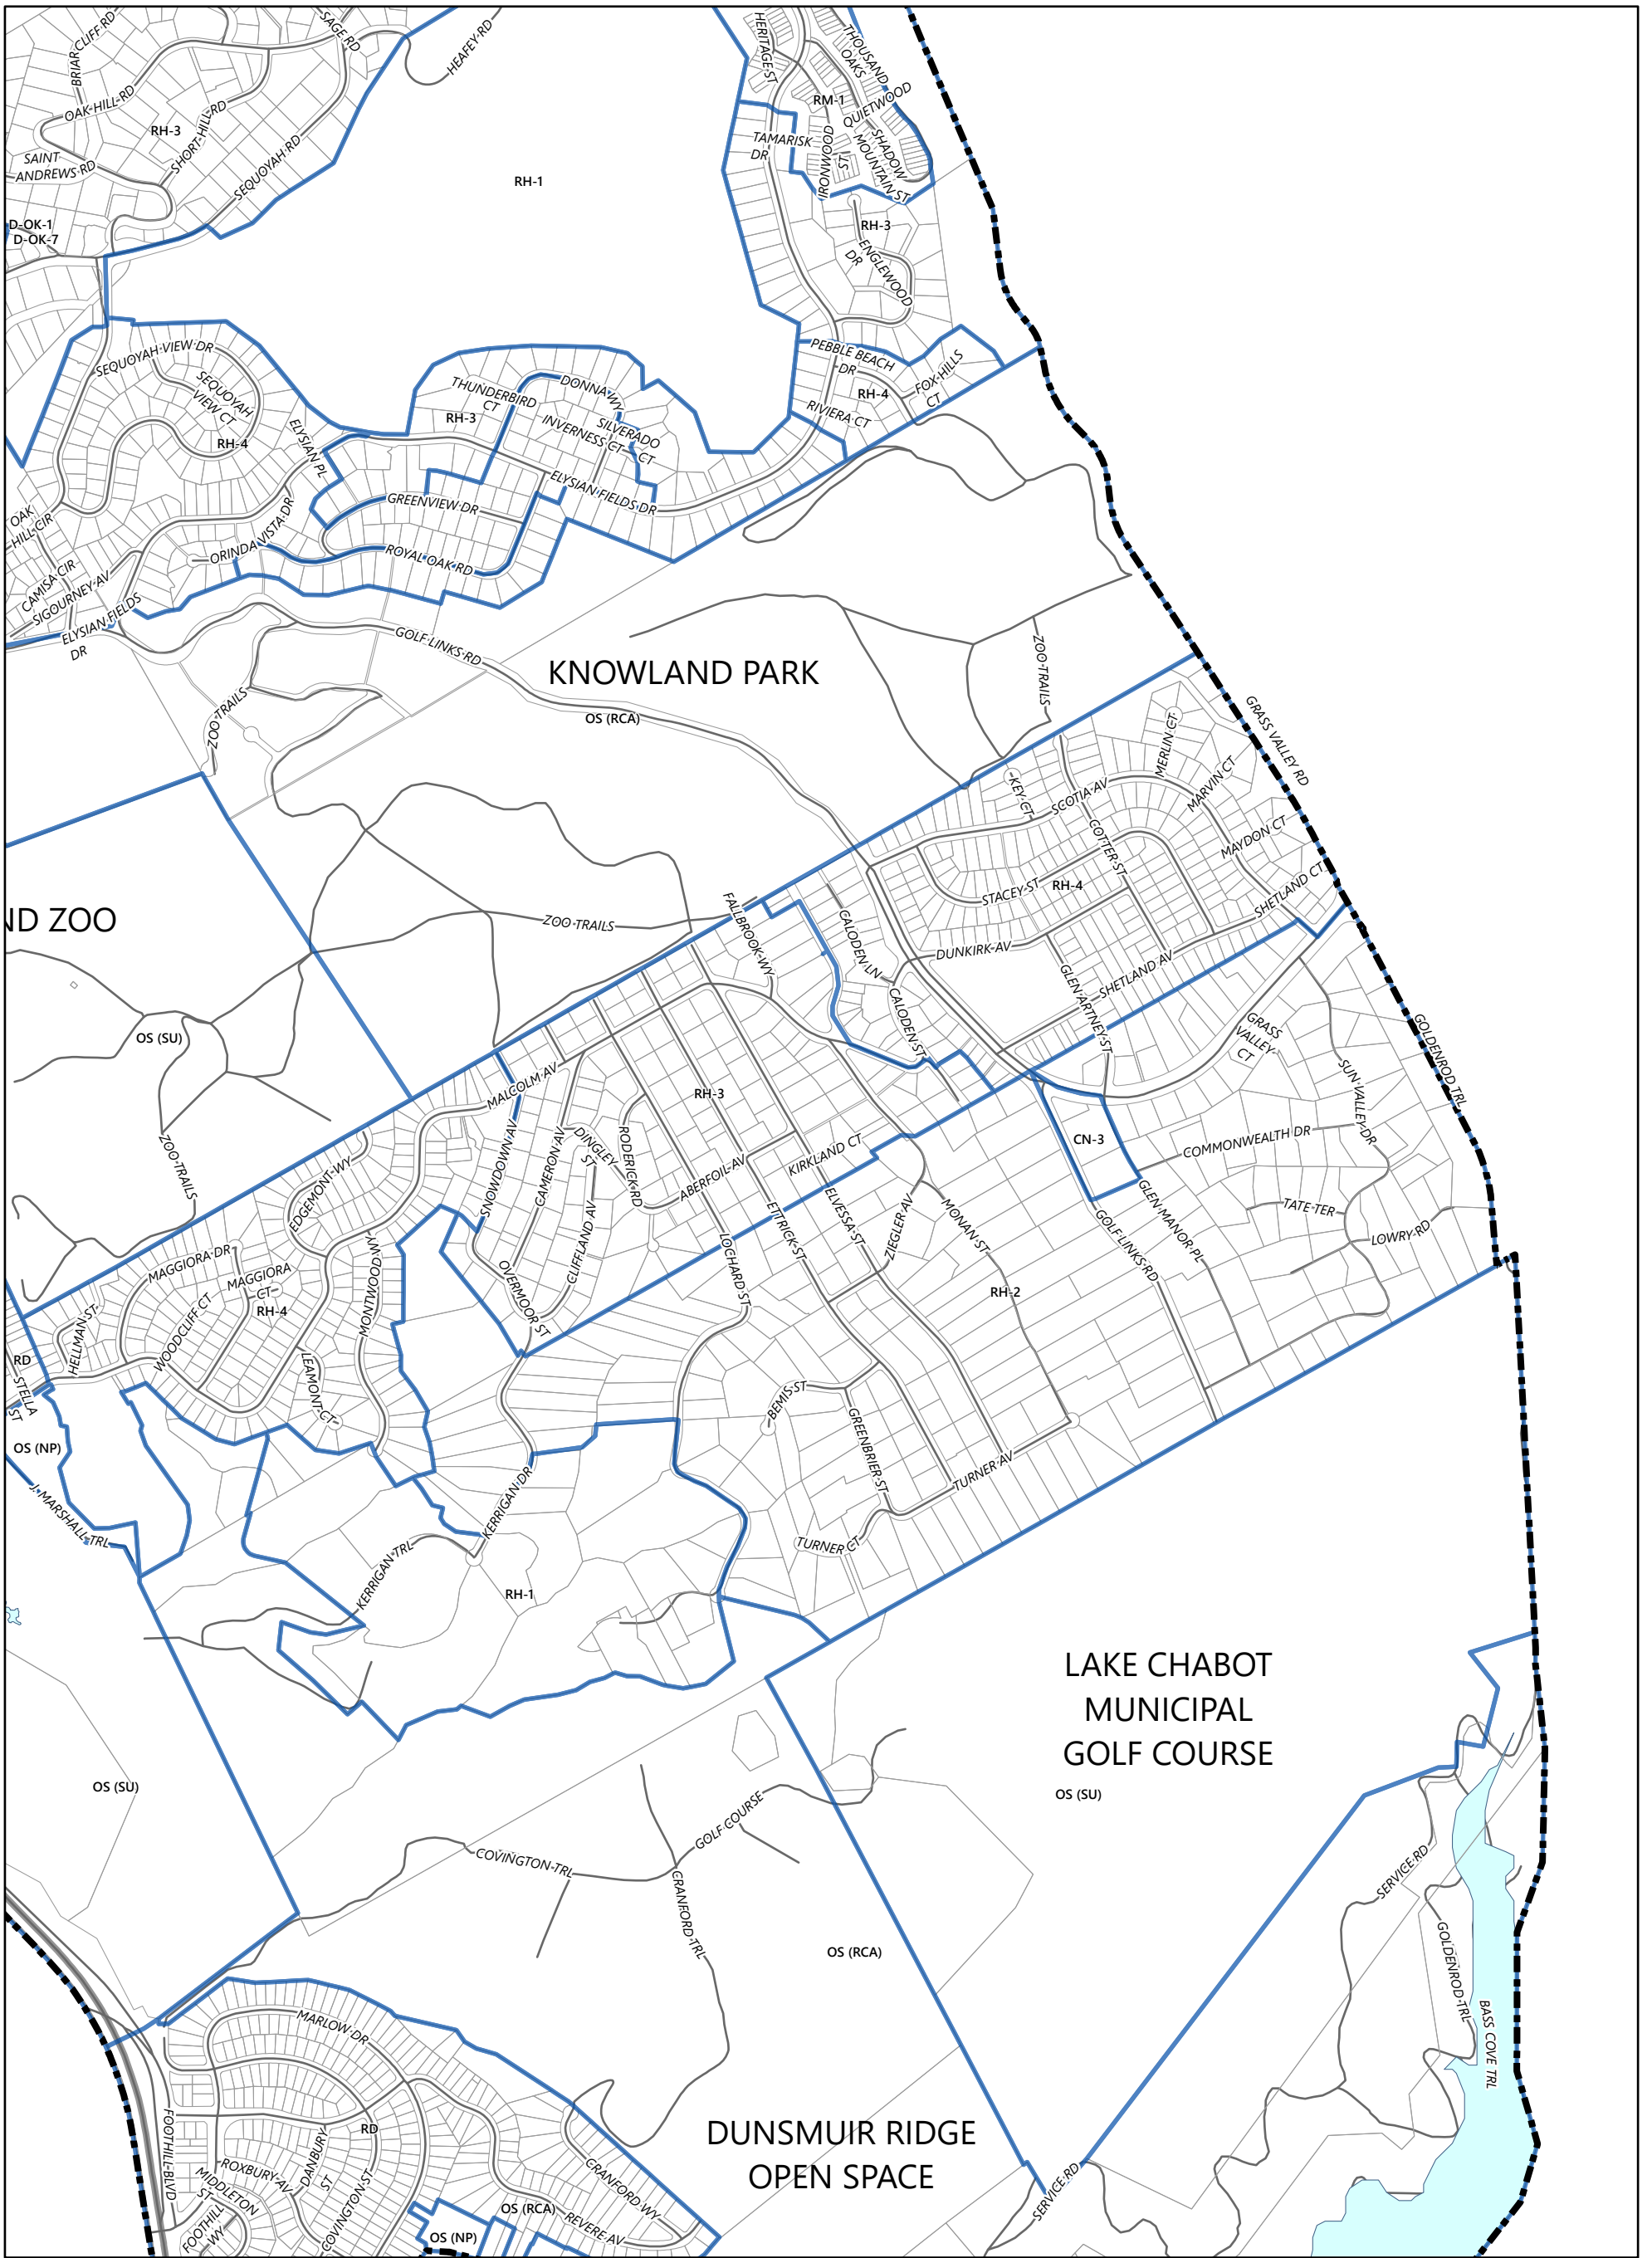 BRIAR CLIFF RD
SAGE RD
HEAFEY RD
HERITAGE ST
THOUSAND
OAKS
OAK HILL RD
RH-3
SHORT HILL RD
RM-1
QUIETWOOD
SAINT
ANDREWS RD
SEQUOYAH RD
TAMARISK
DR
IRONWOOD
ST
SHADOW
MOUNTAIN ST
RH-1
D-OK-1
D-OK-7
RH-3
ENGLEWOOD
DR
SEQUOYAH VIEW DR
SEQUOYAH
VIEW CT
RH-4
ELYSIAN PL
THUNDERBIRD
CT
RH-3
DONNA WY
INVERNESS CT
SILVERADO
CT
PEBBLE BEACH
DR
FOX HILLS
CT
RH-4
RIVIERA CT
ELYSIAN FIELDS DR
GREENVIEW DR
OAK
HILL CIR
ORINDA VISTA DR
ROYAL OAK RD
CAMISA CIR
SIGOURNEY AV
ELYSIAN FIELDS
DR
GOLF LINKS RD
ZOO TRAILS
KNOWLAND PARK
OS (RCA)
ZOO TRAILS
GRASS VALLEY RD
MERLIN CT
MARVIN CT
KEY CT
SCOTIA AV
COTTER ST
MAYDON CT
STACEY ST
RH-4
SHETLAND CT
ND ZOO
ZOO TRAILS
FALLBROOK WY
CALODEN LN
DUNKIRK AV
GLEN ARTNEY ST
SHETLAND AV
CALODEN ST
GRASS
VALLEY
CT
OS (SU)
GOLDENROD TRL
SUN VALLEY DR
MALCOLM AV
RH-3
CN-3
COMMONWEALTH DR
ZOO TRAILS
EDGEMONT WY
SNOWDOWN AV
CAMERON AV
DINGLEY
ST
RODERICK RD
ABERFOIL AV
KIRKLAND CT
CLIFFLAND AV
ETTRICK ST
ELVESSA ST
ZIEGLER AV
MONAN ST
GOLF LINKS RD
GLEN MANOR PL
TATE TER
LOWRY RD
MAGGIORA DR
MAGGIORA
CT
RH-4
MONTWOOD WY
OVERMOOR ST
LOCHARD ST
RH-2
HELLMAN ST
WOODCLIFF CT
LEAMONT CT
RD
STELLA
ST
OS (NP)
BEMIS ST
GREENBRIER ST
TURNER AV
J. MARSHALL TRL
KERRIGAN DR
KERRIGAN TRL
TURNER CT
RH-1
LAKE CHABOT
MUNICIPAL
GOLF COURSE
OS (SU)
OS (SU)
GOLF COURSE
COVINGTON TRL
CRANFORD TRL
SERVICE RD
OS (RCA)
GOLDENROD TRL
BASS COVE TRL
MARLOW DR
FOOTHILL BLVD
RD
DANBURY
ST
ROXBURY AV
MIDDLETON
ST
FOOTHILL
WY
COVINGTON ST
DUNSMUIR RIDGE
OPEN SPACE
CRANFORD WY
OS (RCA)
REVERE AV
OS (NP)
SERVICE RD